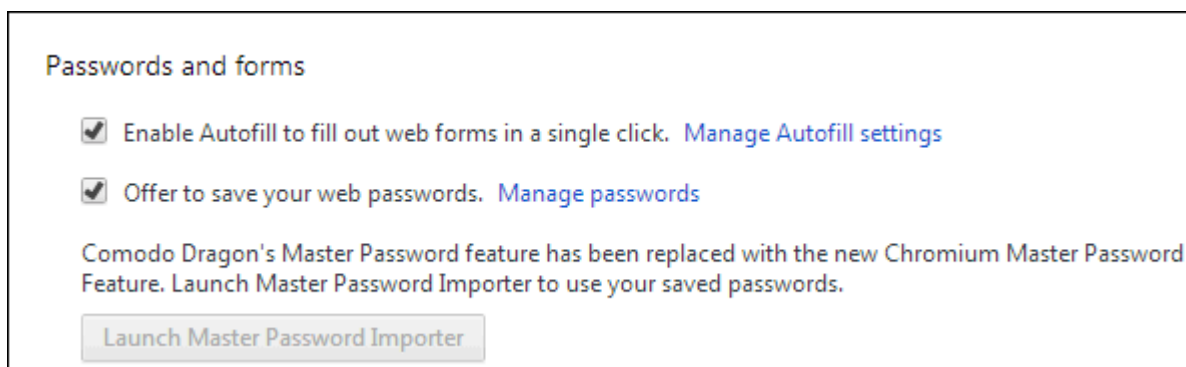 Passwords and forms
Enable Autofill to fill out web forms in a single click. Manage Autofill settings
Offer to save your web passwords. Manage passwords
Comodo Dragon's Master Password feature has been replaced with the new Chromium Master Password
Feature. Launch Master Password Importer to use your saved passwords.
Launch Master Password Importer